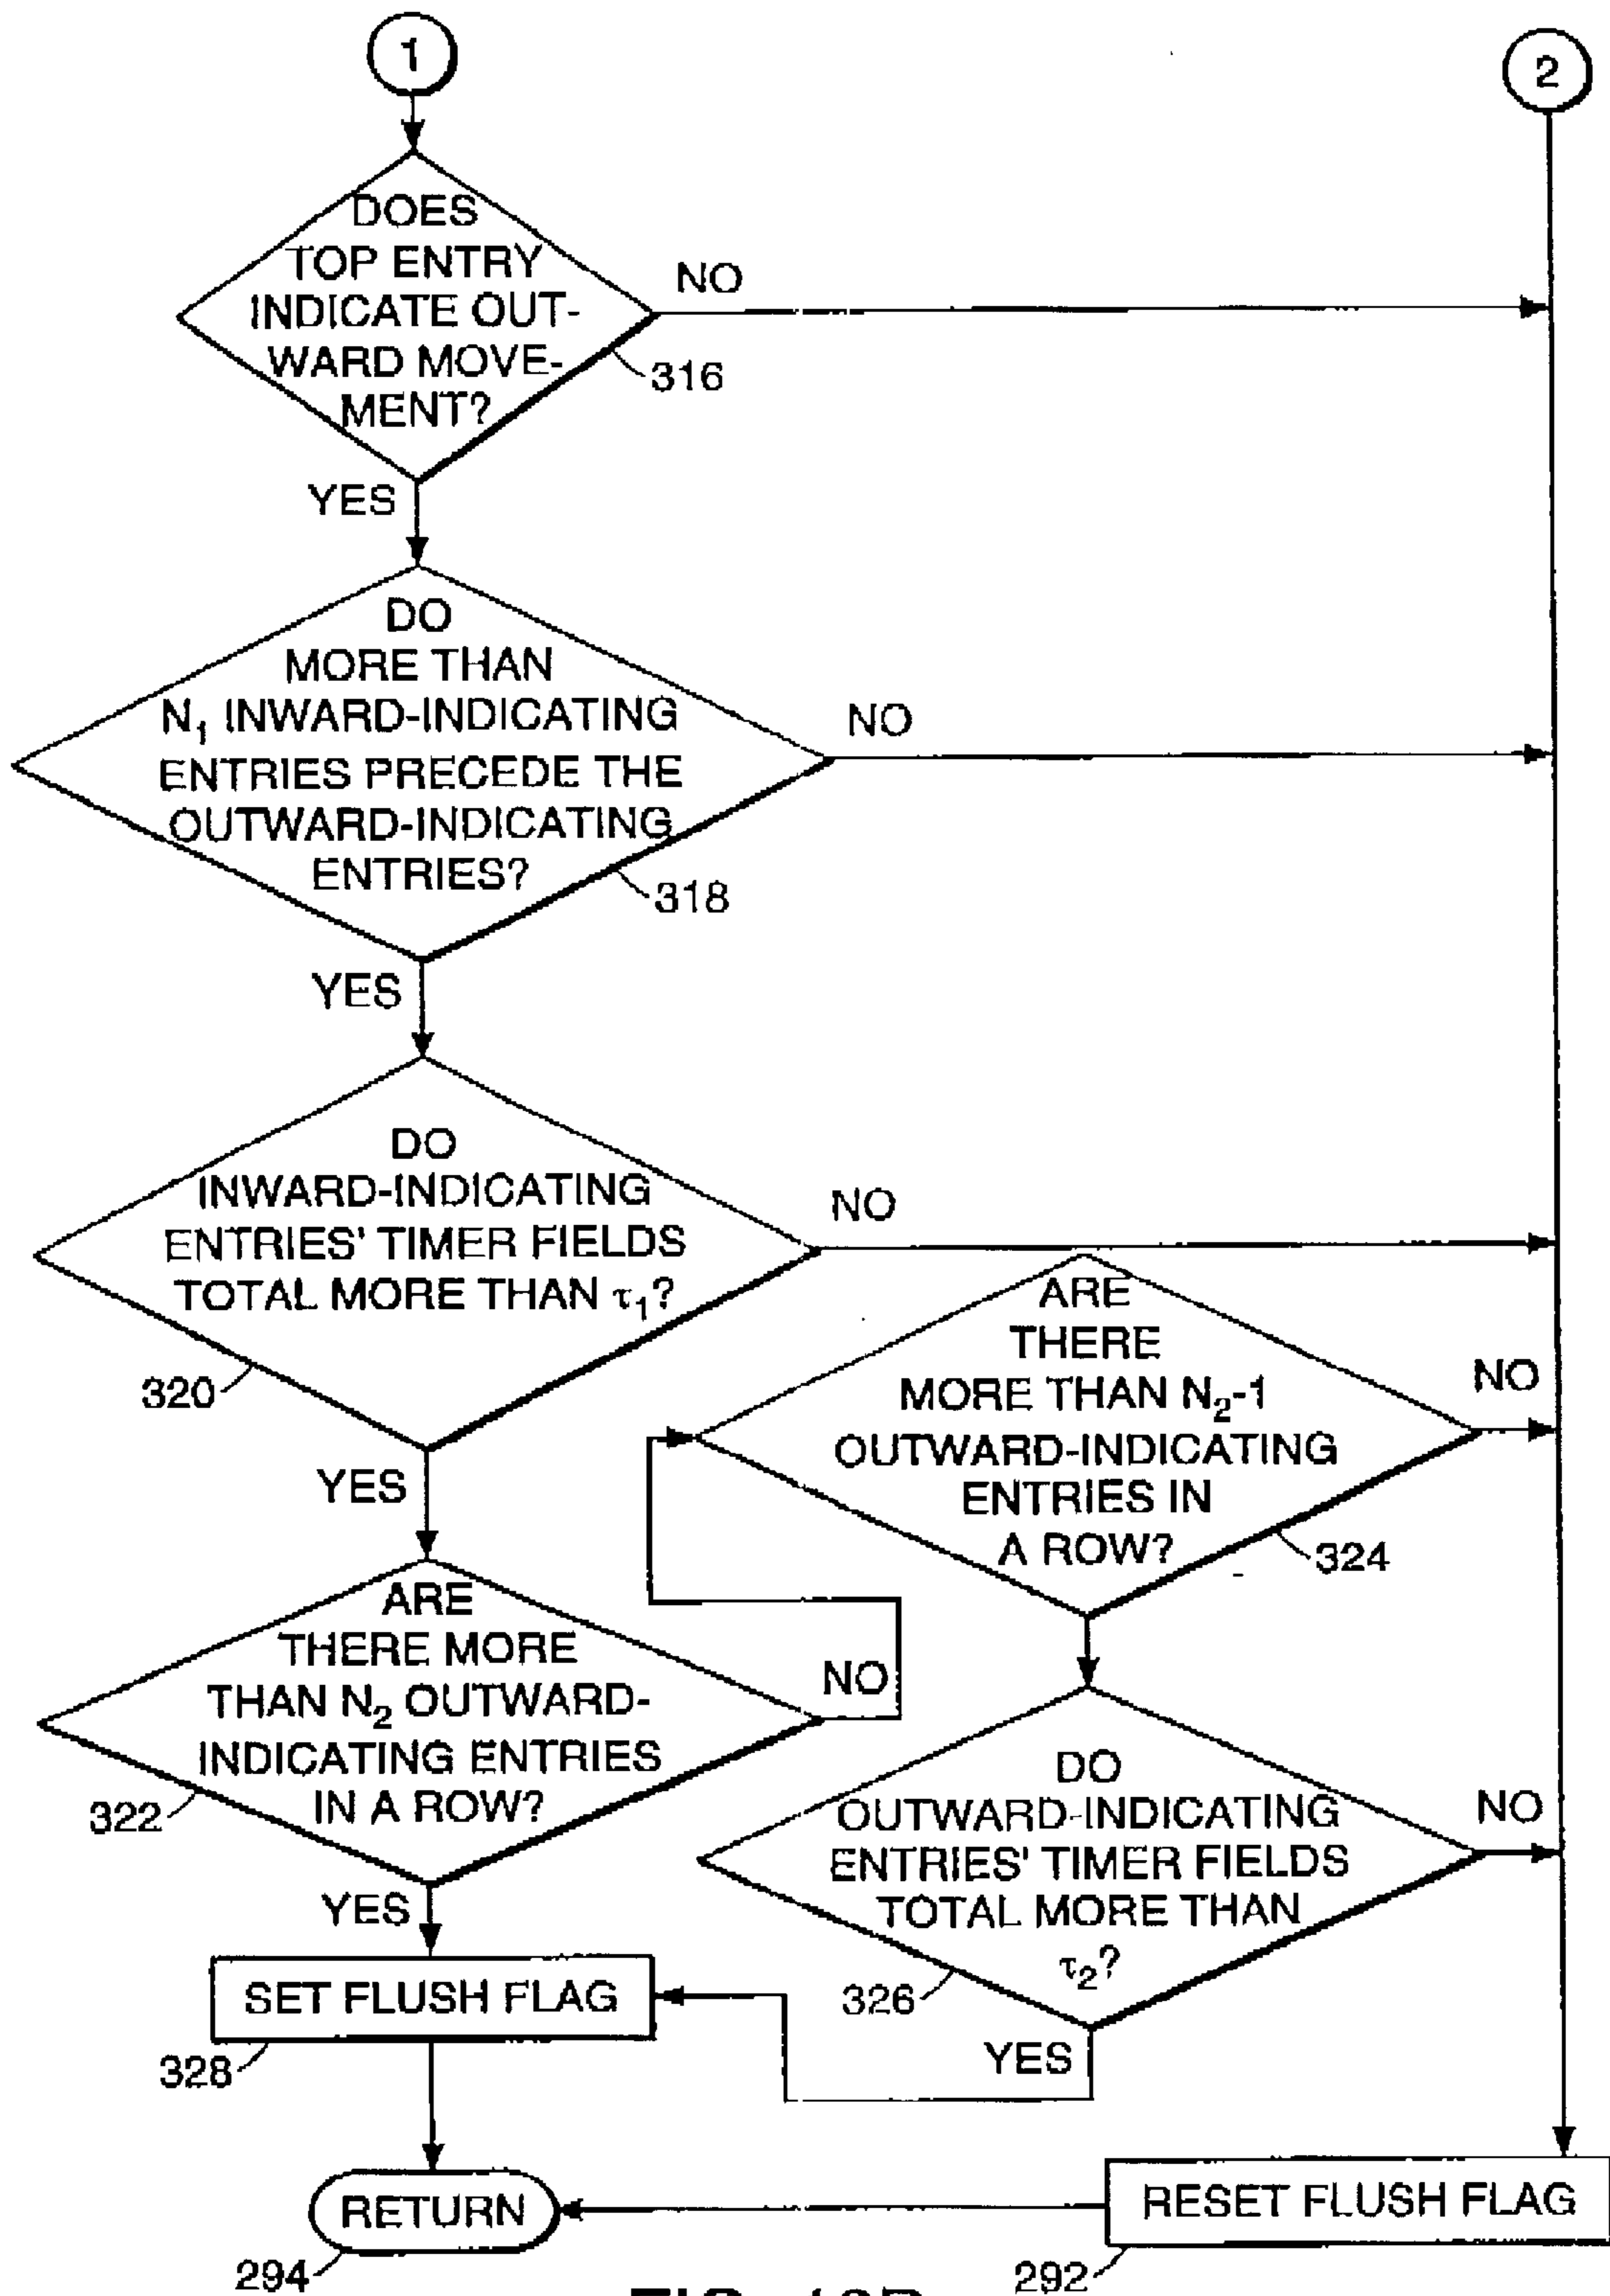 1
2
DOES
TOP ENTRY
INDICATE OUT-
WARD MOVE-
MENT?
NO
316
YES
DO
MORE THAN
N₁ INWARD-INDICATING
ENTRIES PRECEDE THE
OUTWARD-INDICATING
ENTRIES?
NO
318
YES
DO
INWARD-INDICATING
ENTRIES' TIMER FIELDS
TOTAL MORE THAN τ₁?
NO
320
YES
ARE
THERE
MORE THAN N₂-1
OUTWARD-INDICATING
ENTRIES IN
A ROW?
NO
324
ARE
THERE MORE
THAN N₂ OUTWARD-
INDICATING ENTRIES
IN A ROW?
NO
322
YES
DO
OUTWARD-INDICATING
ENTRIES' TIMER FIELDS
TOTAL MORE THAN
τ₂?
NO
326
YES
SET FLUSH FLAG
328
RETURN
294
RESET FLUSH FLAG
292